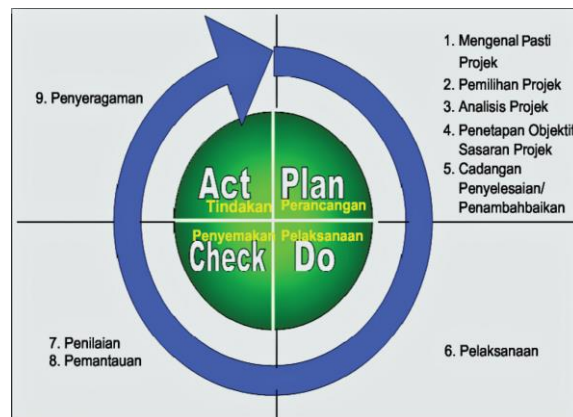 1. Mengenal Pasti
Projek
2. Pemilihan Projek
3. Analisis Projek
4. Penetapan Objektif
Sasaran Projek
5. Cadangan
Penyelesaian/
Penambahbaikan
9. Penyeragaman
Act Plan
Tindakan Perancangan
Penyemakan Pelaksanaan
Check Do
7. Penilaian
8. Pemantauan
6. Pelaksanaan